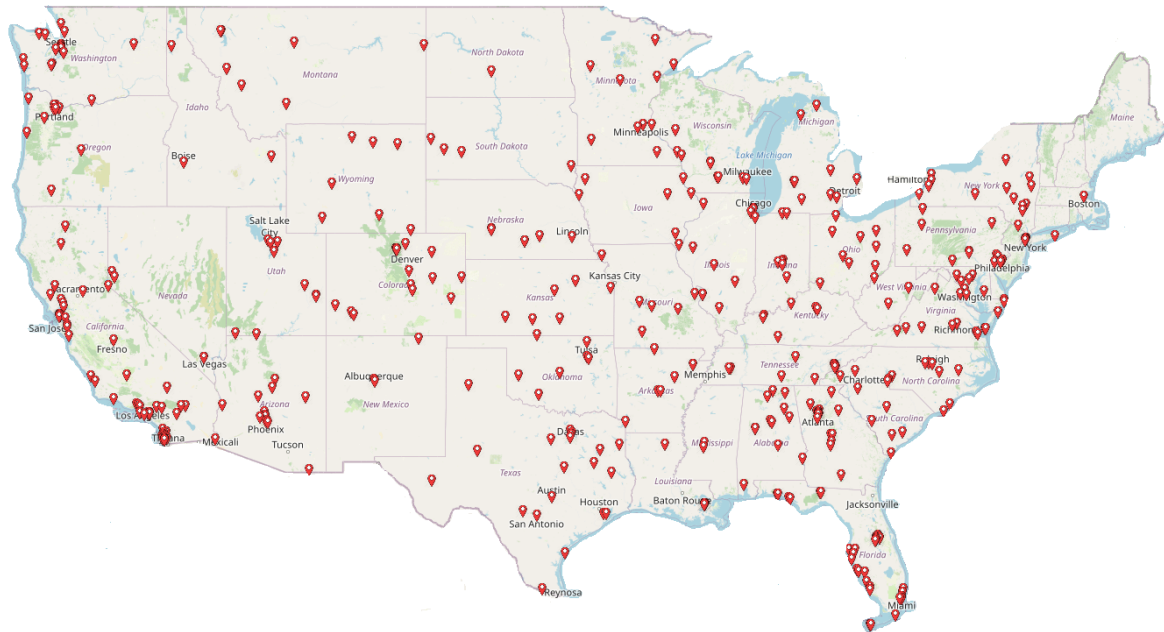 Seattle
Washington
Montana
North Dakota
Minnesota
Maine
Portland
Oregon
Idaho
Boise
Wyoming
South Dakota
Minneapolis
Wisconsin
Michigan
Lake Michigan
Milwaukee
Detroit
Hamilton
New York
Boston
Salt Lake
City
Nebraska
Iowa
Chicago
Lincoln
Pennsylvania
New York
Sacramento
Nevada
Utah
Denver
Colorado
Kansas
Kansas City
Missouri
Illinois
Indiana
Ohio
Philadelphia
West Virginia
Washington
San Jose
California
Fresno
Las Vegas
Kentucky
Virginia
Richmond
Albuquerque
New Mexico
Tulsa
Oklahoma
Arkansas
Memphis
Tennessee
Charlotte
Raleigh
North Carolina
Los Angeles
Arizona
Phoenix
Tucson
Tijuana
Mexicali
Dallas
Texas
Mississippi
Alabama
Atlanta
South Carolina
Austin
Houston
San Antonio
Louisiana
Baton Rouge
Jacksonville
Florida
Reynosa
Miami